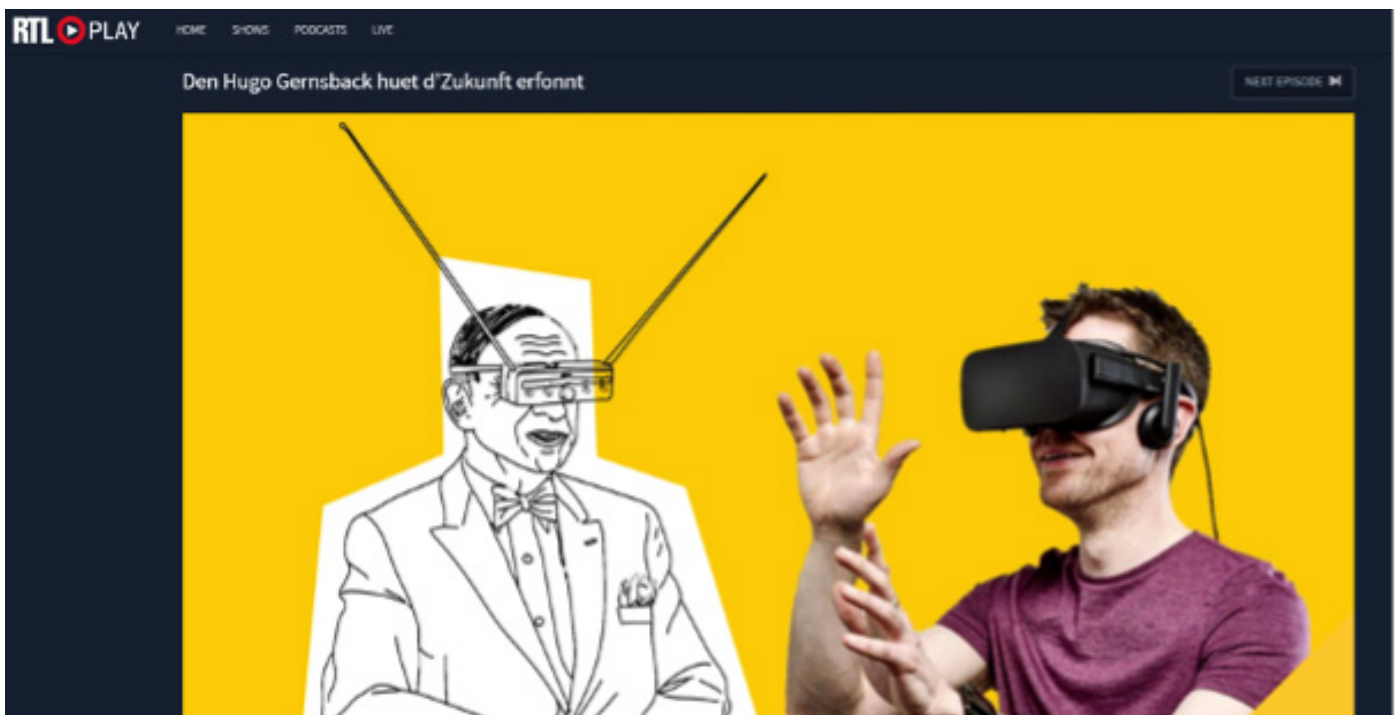 RTL PLAY HOME SHOWS PODCASTS LIVE
Den Hugo Gernsback huet d'Zukunft erfonnt
NEXT EPISODE